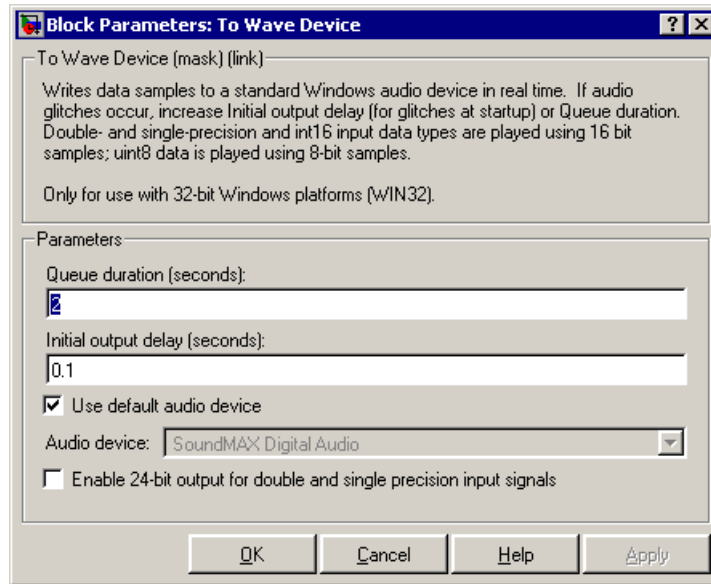 Block Parameters: To Wave Device
To Wave Device (mask) (link)
Writes data samples to a standard Windows audio device in real time. If audio
glitches occur, increase Initial output delay (for glitches at startup) or Queue duration.
Double- and single-precision and int16 input data types are played using 16 bit
samples; uint8 data is played using 8-bit samples.
Only for use with 32-bit Windows platforms (WIN32).
Parameters
Queue duration (seconds):
2
Initial output delay (seconds):
0.1
Use default audio device
Audio device: SoundMAX Digital Audio
Enable 24-bit output for double and single precision input signals
OK Cancel Help Apply